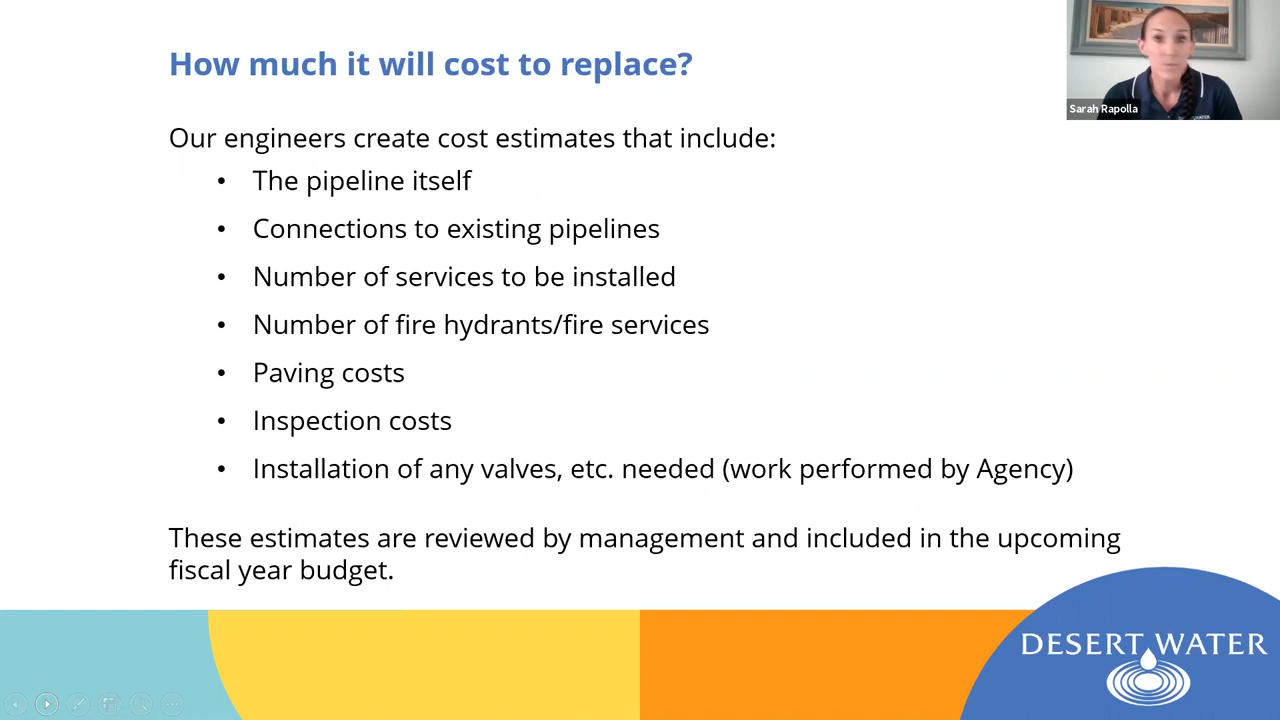 How much it will cost to replace?
Sarah Rapolla
Our engineers create cost estimates that include:
• The pipeline itself
• Connections to existing pipelines
• Number of services to be installed
• Number of fire hydrants/fire services
• Paving costs
• Inspection costs
• Installation of any valves, etc. needed (work performed by Agency)
These estimates are reviewed by management and included in the upcoming
fiscal year budget.
DESERT WATER